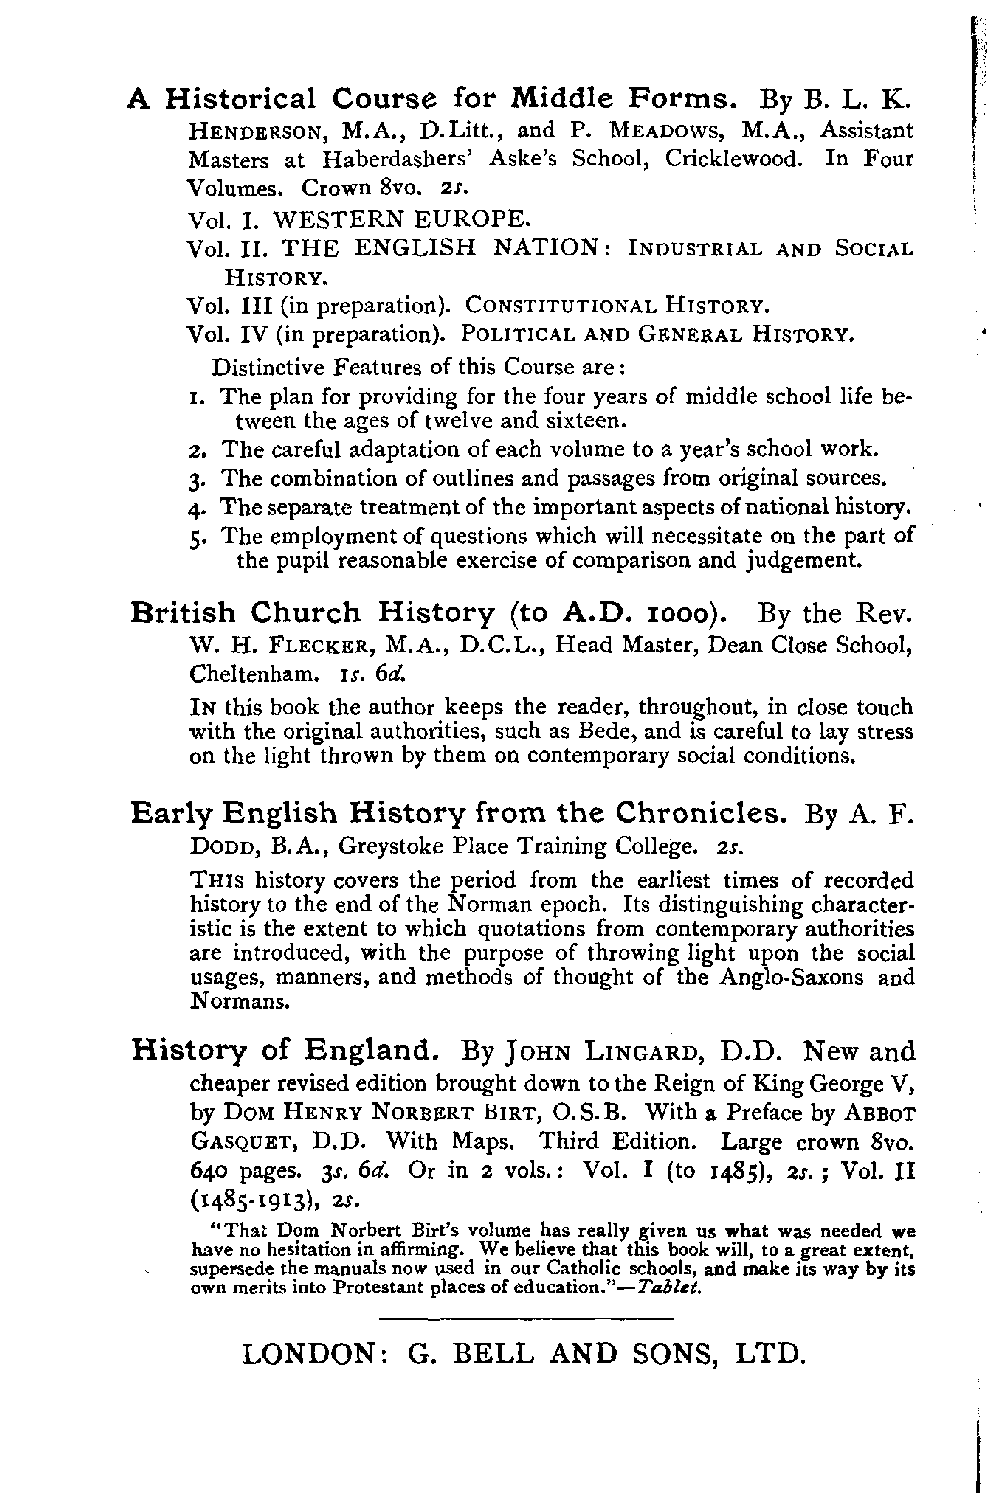 A Historical Course for Middle Forms. By B. L. K.
HENDERSON, M.A., D.Litt., and P. MEADOWS, M.A., Assistant
Masters at Haberdashers' Aske's School, Cricklewood. In Four
Volumes. Crown 8vo. 2s.
Vol. I. WESTERN EUROPE.
Vol. II. THE ENGLISH NATION: INDUSTRIAL AND SOCIAL
HISTORY.
Vol. III (in preparation). CONSTITUTIONAL HISTORY.
Vol. IV (in preparation). POLITICAL AND GENERAL HISTORY.
Distinctive Features of this Course are:
1. The plan for providing for the four years of middle school life be-
tween the ages of twelve and sixteen.
2. The careful adaptation of each volume to a year's school work.
3. The combination of outlines and passages from original sources.
4. The separate treatment of the important aspects of national history.
5. The employment of questions which will necessitate on the part of
the pupil reasonable exercise of comparison and judgement.
British Church History (to A.D. 1000). By the Rev.
W. H. FLECKER, M.A., D.C.L., Head Master, Dean Close School,
Cheltenham. 1s. 6d.
IN this book the author keeps the reader, throughout, in close touch
with the original authorities, such as Bede, and is careful to lay stress
on the light thrown by them on contemporary social conditions.
Early English History from the Chronicles. By A. F.
DODD, B.A., Greystoke Place Training College. 2s.
THIS history covers the period from the earliest times of recorded
history to the end of the Norman epoch. Its distinguishing character-
istic is the extent to which quotations from contemporary authorities
are introduced, with the purpose of throwing light upon the social
usages, manners, and methods of thought of the Anglo-Saxons and
Normans.
History of England. By JOHN LINGARD, D.D. New and
cheaper revised edition brought down to the Reign of King George V,
by DOM HENRY NORBERT BIRT, O.S.B. With a Preface by ABBOT
GASQUET, D.D. With Maps. Third Edition. Large crown 8vo.
640 pages. 3s. 6d. Or in 2 vols.: Vol. I (to 1485), 2s.; Vol. II
(1485-1913), 2s.
"That Dom Norbert Birt's volume has really given us what was needed we
have no hesitation in affirming. We believe that this book will, to a great extent,
supersede the manuals now used in our Catholic schools, and make its way by its
own merits into Protestant places of education."—Tablet.
LONDON: G. BELL AND SONS, LTD.